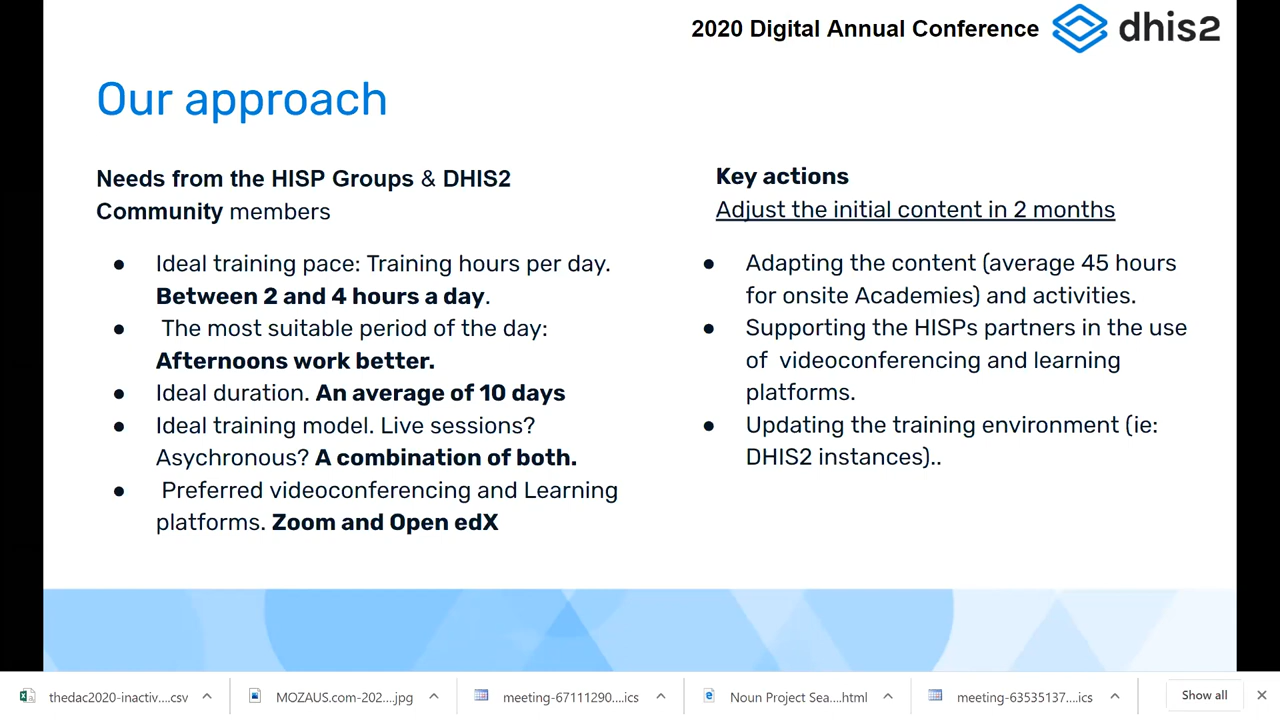 2020 Digital Annual Conference dhis2
Our approach
Needs from the HISP Groups & DHIS2
Community members
● Ideal training pace: Training hours per day.
Between 2 and 4 hours a day.
● The most suitable period of the day:
Afternoons work better.
● Ideal duration. An average of 10 days
● Ideal training model. Live sessions?
Asychronous? A combination of both.
● Preferred videoconferencing and Learning
platforms. Zoom and Open edX
Key actions
Adjust the initial content in 2 months
● Adapting the content (average 45 hours
for onsite Academies) and activities.
● Supporting the HISPs partners in the use
of videoconferencing and learning
platforms.
● Updating the training environment (ie:
DHIS2 instances)..
thedac2020-inactiv....csv
MOZAUS.com-202....jpg
meeting-67111290....ics
Noun Project Sea....html
meeting-63535137....ics
Show all